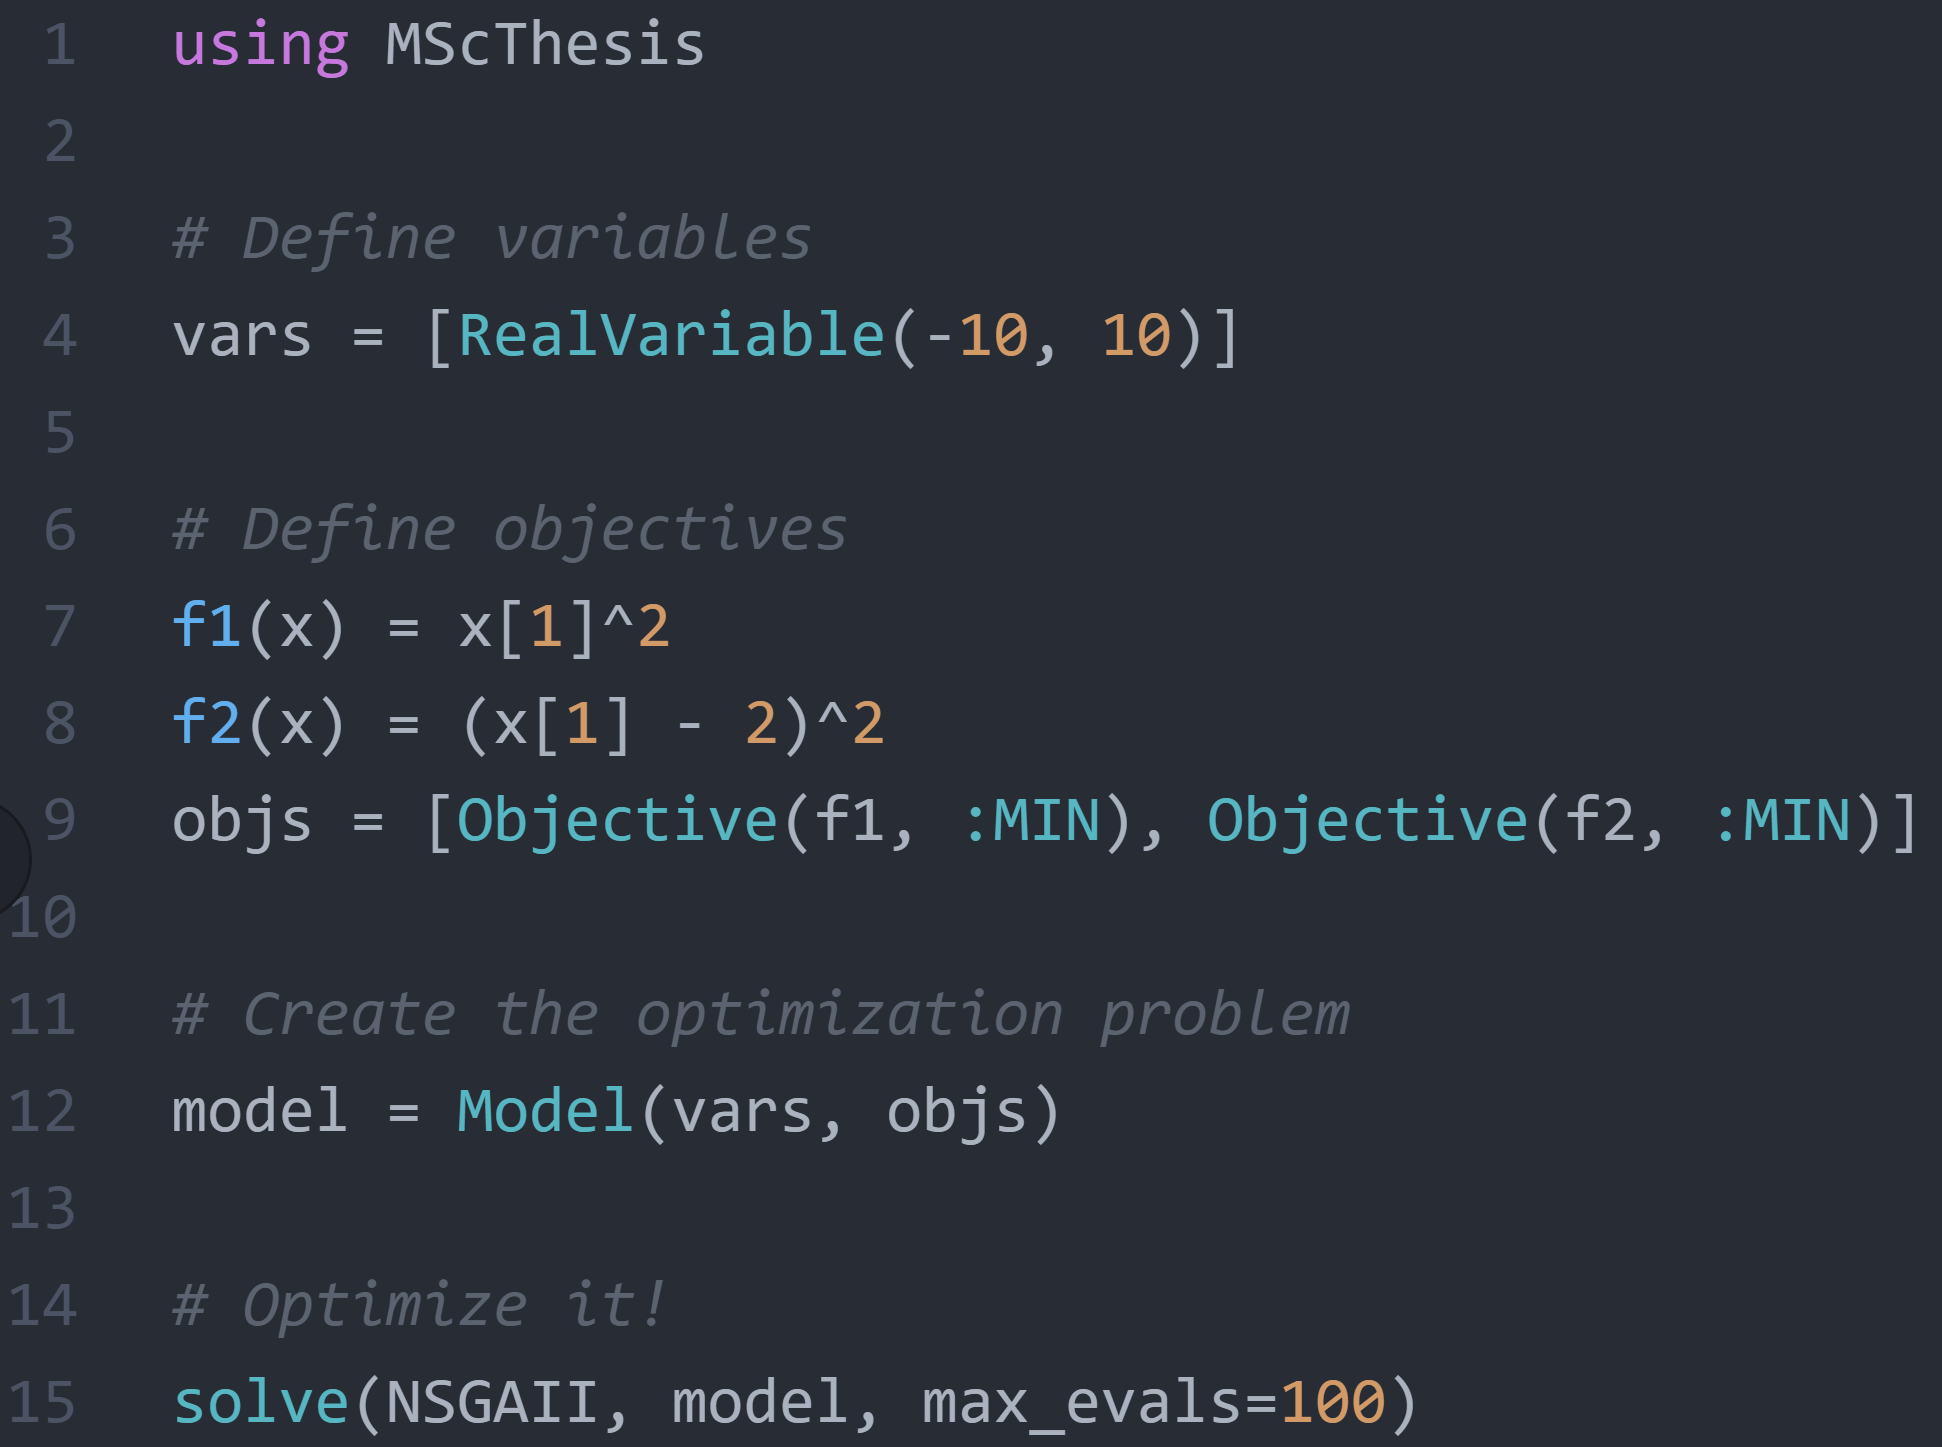 1 using MScThesis
2
3 # Define variables
4 vars = [RealVariable(-10, 10)]
5
6 # Define objectives
7 f1(x) = x[1]^2
8 f2(x) = (x[1] - 2)^2
9 objs = [Objective(f1, :MIN), Objective(f2, :MIN)]
10
11 # Create the optimization problem
12 model = Model(vars, objs)
13
14 # Optimize it!
15 solve(NSGAII, model, max_evals=100)